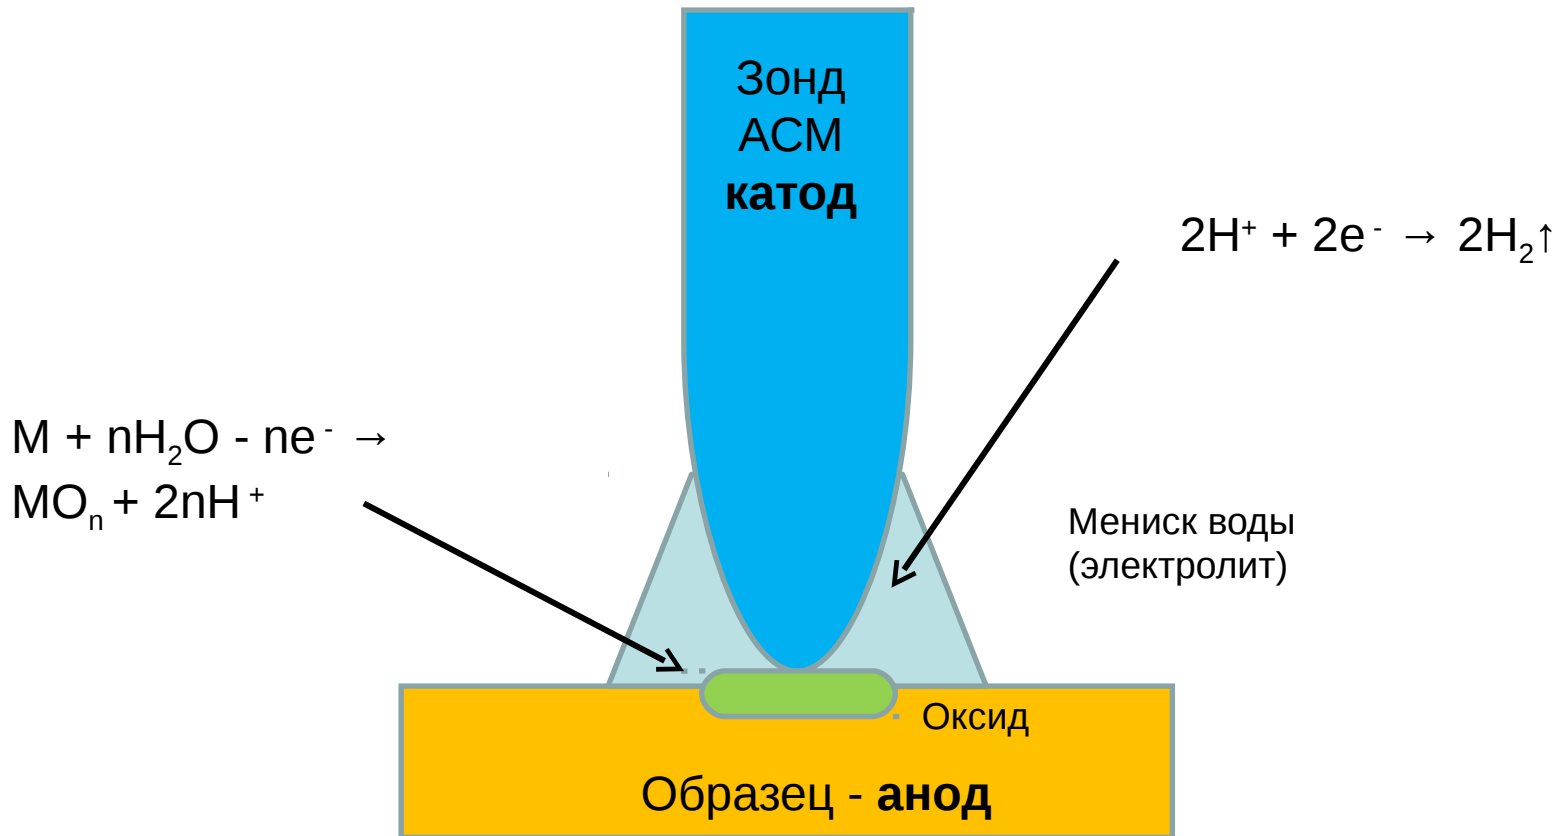 Зонд
АСМ
катод
2H⁺ + 2e⁻ → 2H₂↑
M + nH₂O - ne⁻ →
MOₙ + 2nH⁺
Мениск воды
(электролит)
Оксид
Образец - анод